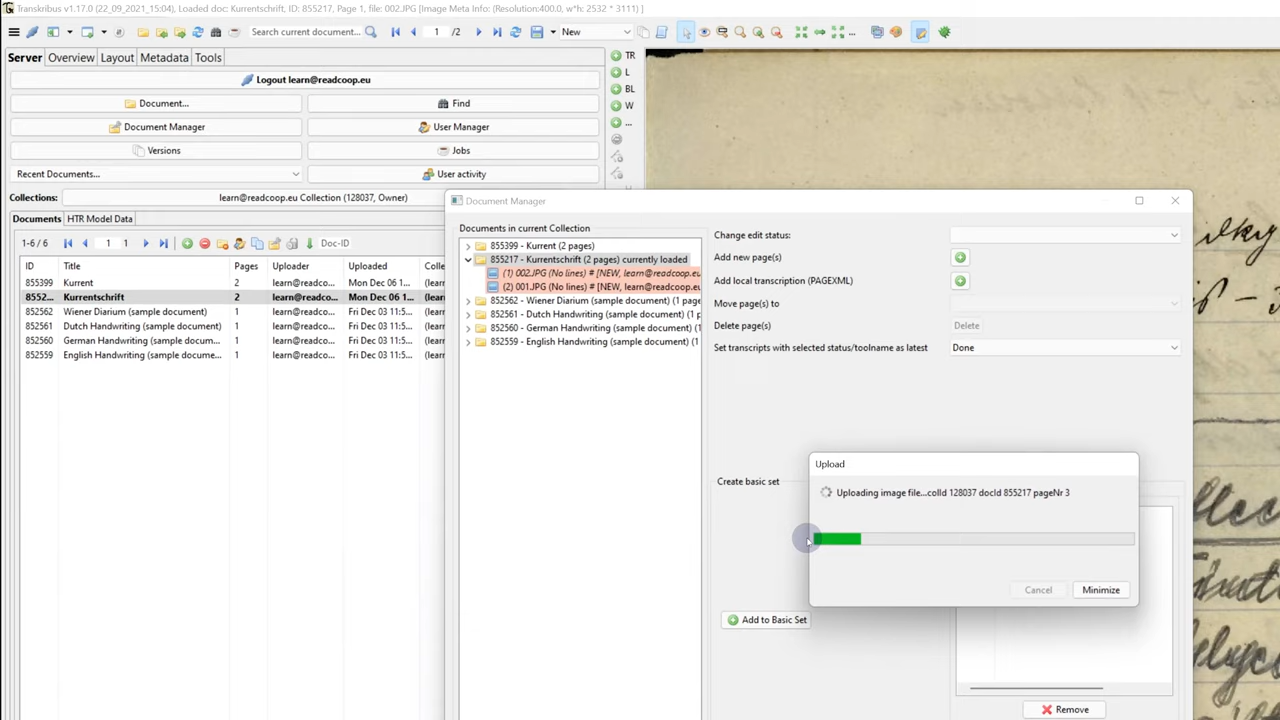 Transkribus v1.17.0 (22_09_2021_15:04), Loaded doc: Kurrentschrift, ID: 855217, Page 1, file: 002.JPG [Image Meta Info: (Resolution:400.0, w*h: 2532 * 3111) ]
Search current document... 1 /2 New ...
Server Overview Layout Metadata Tools
Logout learn@readcoop.eu
Document... Find
Document Manager User Manager
Versions Jobs
Recent Documents... User activity
Collections: learn@readcoop.eu Collection (128037, Owner)
Documents HTR Model Data
1-6 / 6 1 1 Doc-ID
ID Title Pages Uploader Uploaded Colle
855399 Kurrent 2 learn@readco... Mon Dec 06 1... (lear
8552... Kurrentschrift 2 learn@readco... Mon Dec 06 1... (lear
852562 Wiener Diarium (sample document) 1 learn@readco... Fri Dec 03 11:5... (lear
852561 Dutch Handwriting (sample document) 1 learn@readco... Fri Dec 03 11:5... (lear
852560 German Handwriting (sample docum... 1 learn@readco... Fri Dec 03 11:5... (lear
852559 English Handwriting (sample docume... 1 learn@readco... Fri Dec 03 11:5... (lear
TR
L
BL
W
...
Document Manager
Documents in current Collection
855399 - Kurrent (2 pages)
855217 - Kurrentschrift (2 pages) currently loaded
(1) 002.JPG (No lines) # [NEW, learn@readcoop.eu
(2) 001.JPG (No lines) # [NEW, learn@readcoop.eu
852562 - Wiener Diarium (sample document) (1 page
852561 - Dutch Handwriting (sample document) (1 p
852560 - German Handwriting (sample document) (1
852559 - English Handwriting (sample document) (1
Change edit status:
Add new page(s)
Add local transcription (PAGEXML)
Move page(s) to
Delete page(s) Delete
Set transcripts with selected status/toolname as latest Done
Create basic set
Add to Basic Set
Remove
Upload
Uploading image file...colId 128037 docId 855217 pageNr 3
Cancel Minimize